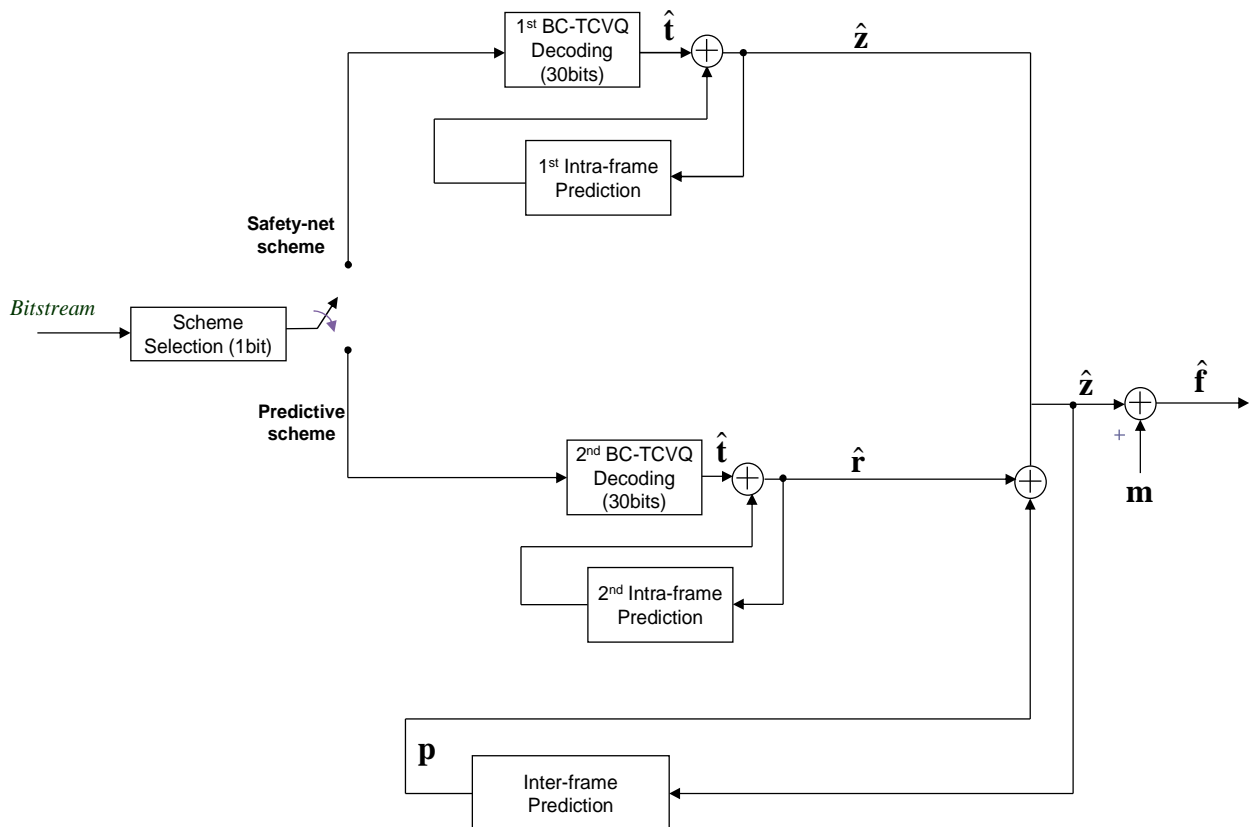 1st BC-TCVQ
Decoding
(30bits)
t̂
ẑ
1st Intra-frame
Prediction
Safety-net
scheme
Bitstream
Scheme
Selection (1bit)
Predictive
scheme
2nd BC-TCVQ
Decoding
(30bits)
t̂
r̂
ẑ
f̂
+
m
2nd Intra-frame
Prediction
p
Inter-frame
Prediction